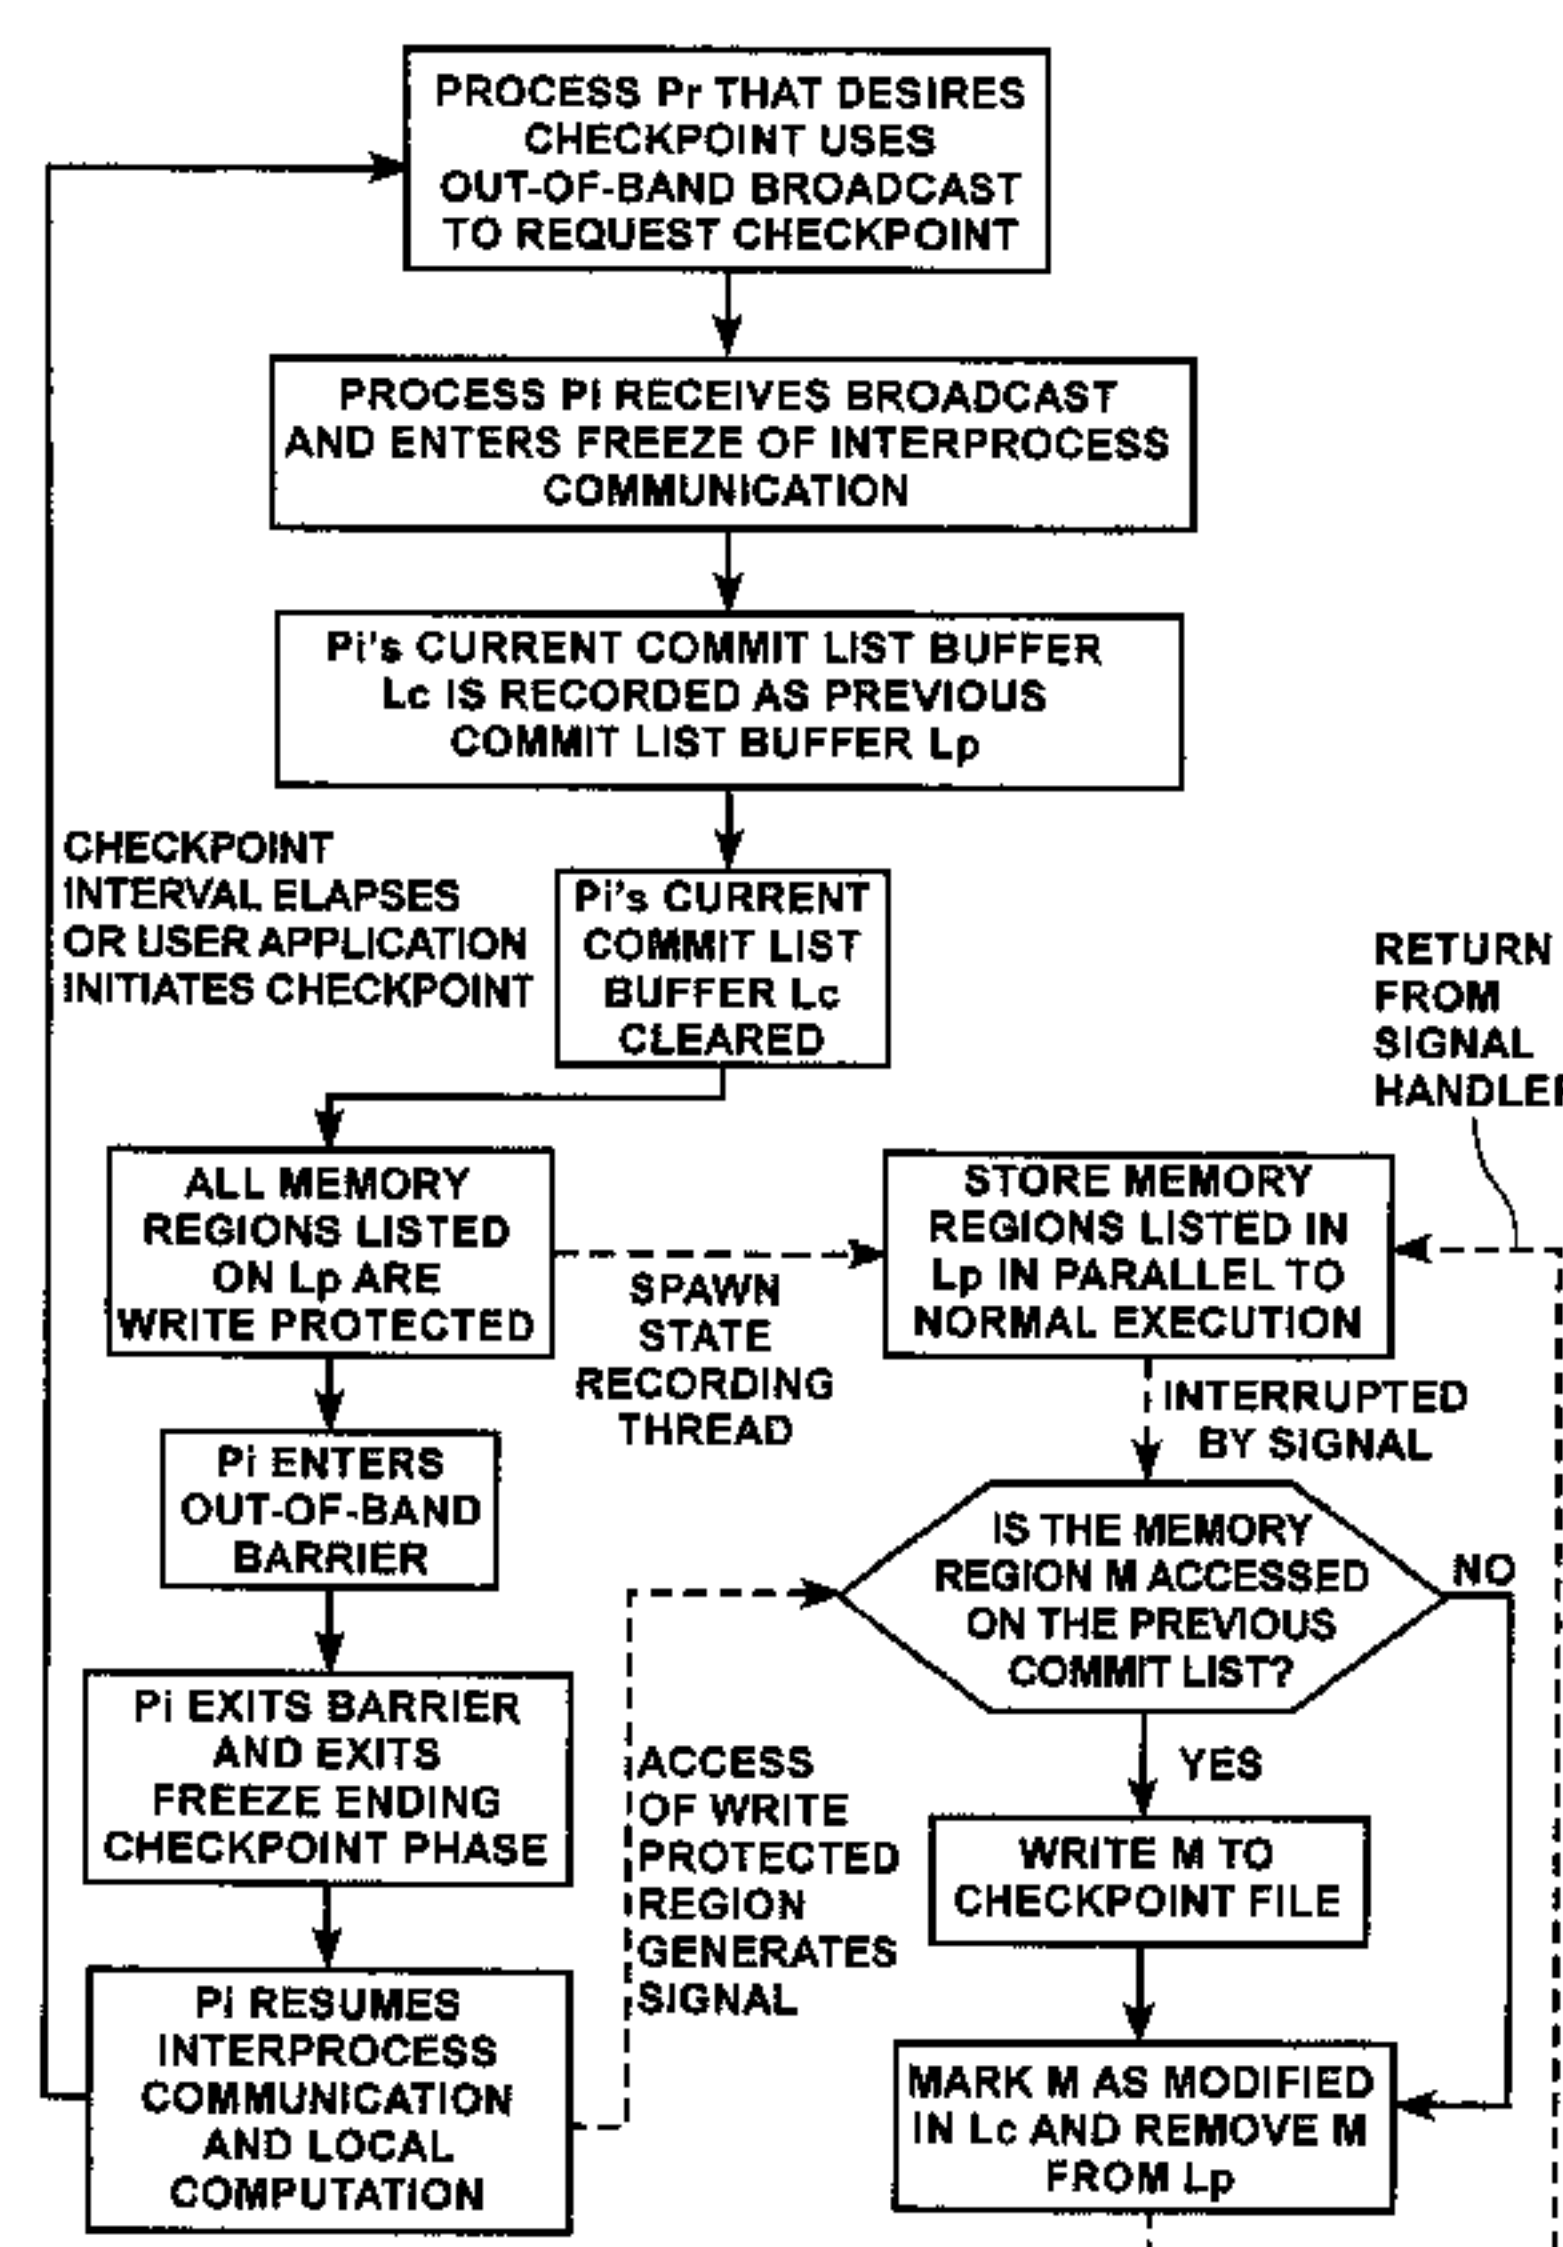 PROCESS Pr THAT DESIRES
CHECKPOINT USES
OUT-OF-BAND BROADCAST
TO REQUEST CHECKPOINT
PROCESS Pi RECEIVES BROADCAST
AND ENTERS FREEZE OF INTERPROCESS
COMMUNICATION
Pi's CURRENT COMMIT LIST BUFFER
Lc IS RECORDED AS PREVIOUS
COMMIT LIST BUFFER Lp
CHECKPOINT
INTERVAL ELAPSES
OR USER APPLICATION
INITIATES CHECKPOINT
Pi's CURRENT
COMMIT LIST
BUFFER Lc
CLEARED
RETURN
FROM
SIGNAL
HANDLER
ALL MEMORY
REGIONS LISTED
ON Lp ARE
WRITE PROTECTED
SPAWN
STATE
RECORDING
THREAD
STORE MEMORY
REGIONS LISTED IN
Lp IN PARALLEL TO
NORMAL EXECUTION
INTERRUPTED
BY SIGNAL
Pi ENTERS
OUT-OF-BAND
BARRIER
IS THE MEMORY
REGION M ACCESSED
ON THE PREVIOUS
COMMIT LIST?
NO
YES
Pi EXITS BARRIER
AND EXITS
FREEZE ENDING
CHECKPOINT PHASE
ACCESS
OF WRITE
PROTECTED
REGION
GENERATES
SIGNAL
WRITE M TO
CHECKPOINT FILE
Pi RESUMES
INTERPROCESS
COMMUNICATION
AND LOCAL
COMPUTATION
MARK M AS MODIFIED
IN Lc AND REMOVE M
FROM Lp